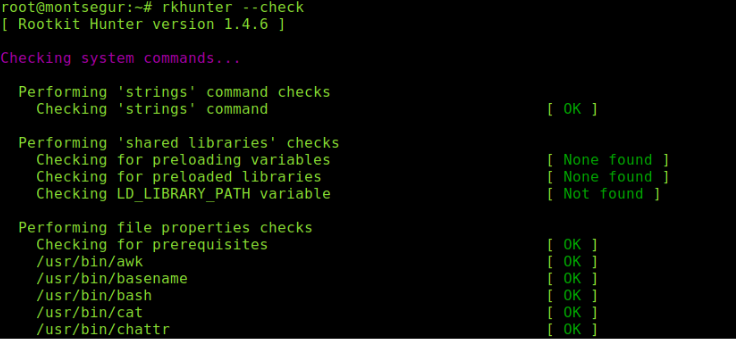 root@montsegur:~# rkhunter --check
[ Rootkit Hunter version 1.4.6 ]
Checking system commands...
Performing 'strings' command checks
Checking 'strings' command [ OK ]
Performing 'shared libraries' checks
Checking for preloading variables [ None found ]
Checking for preloaded libraries [ None found ]
Checking LD_LIBRARY_PATH variable [ Not found ]
Performing file properties checks
Checking for prerequisites [ OK ]
/usr/bin/awk [ OK ]
/usr/bin/basename [ OK ]
/usr/bin/bash [ OK ]
/usr/bin/cat [ OK ]
/usr/bin/chattr [ OK ]